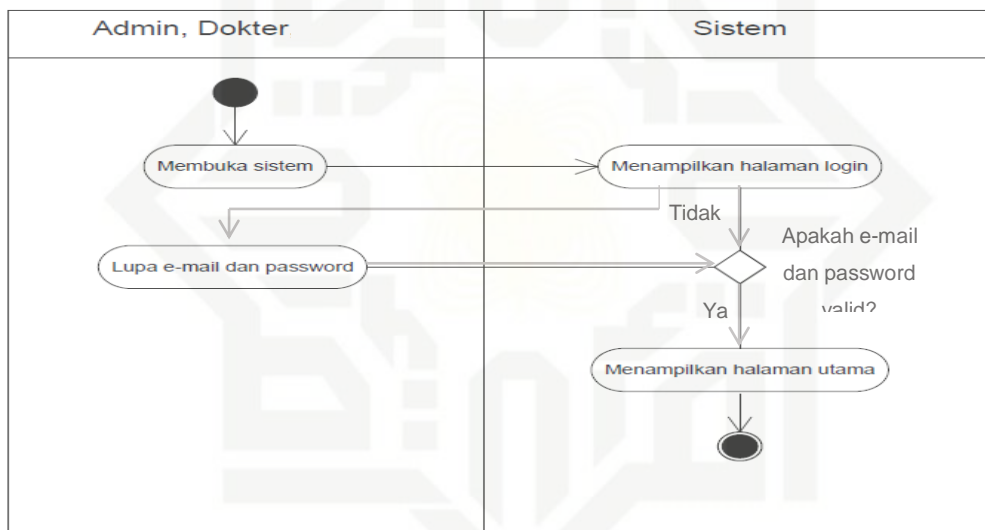 Admin, Dokter
Sistem
Membuka sistem
Menampilkan halaman login
Tidak
Apakah e-mail
dan password
valid?
Lupa e-mail dan password
Ya
Menampilkan halaman utama